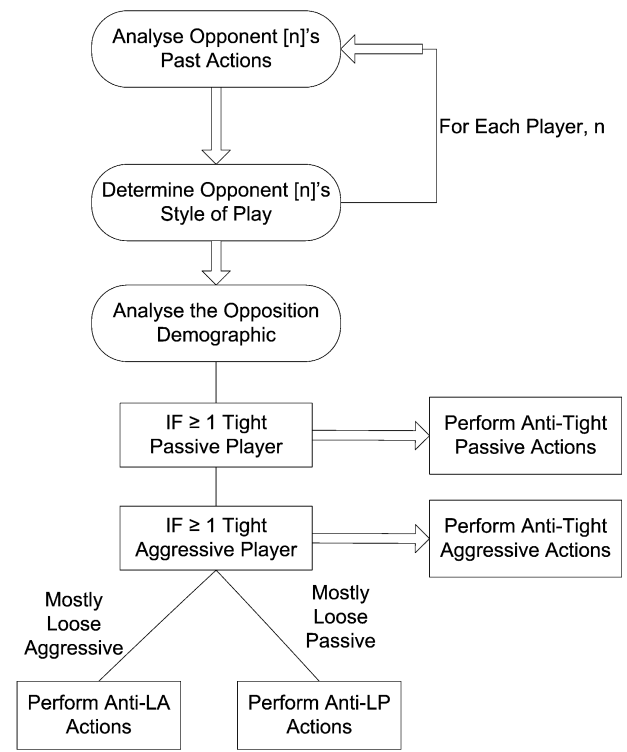 Analyse Opponent [n]'s
Past Actions
For Each Player, n
Determine Opponent [n]'s
Style of Play
Analyse the Opposition
Demographic
IF ≥ 1 Tight
Passive Player
Perform Anti-Tight
Passive Actions
IF ≥ 1 Tight
Aggressive Player
Perform Anti-Tight
Aggressive Actions
Mostly
Loose
Aggressive
Mostly
Loose
Passive
Perform Anti-LA
Actions
Perform Anti-LP
Actions